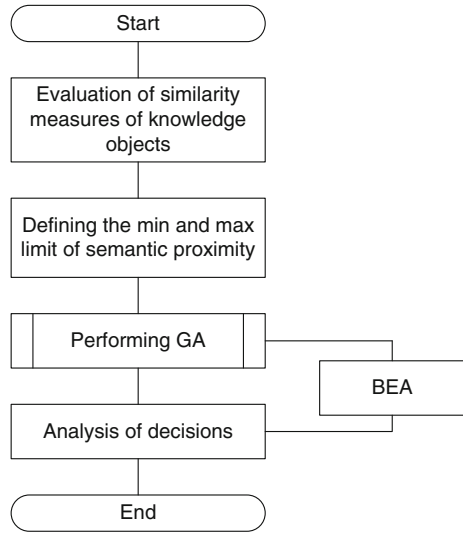 Start
Evaluation of similarity
measures of knowledge
objects
Defining the min and max
limit of semantic proximity
Performing GA
BEA
Analysis of decisions
End